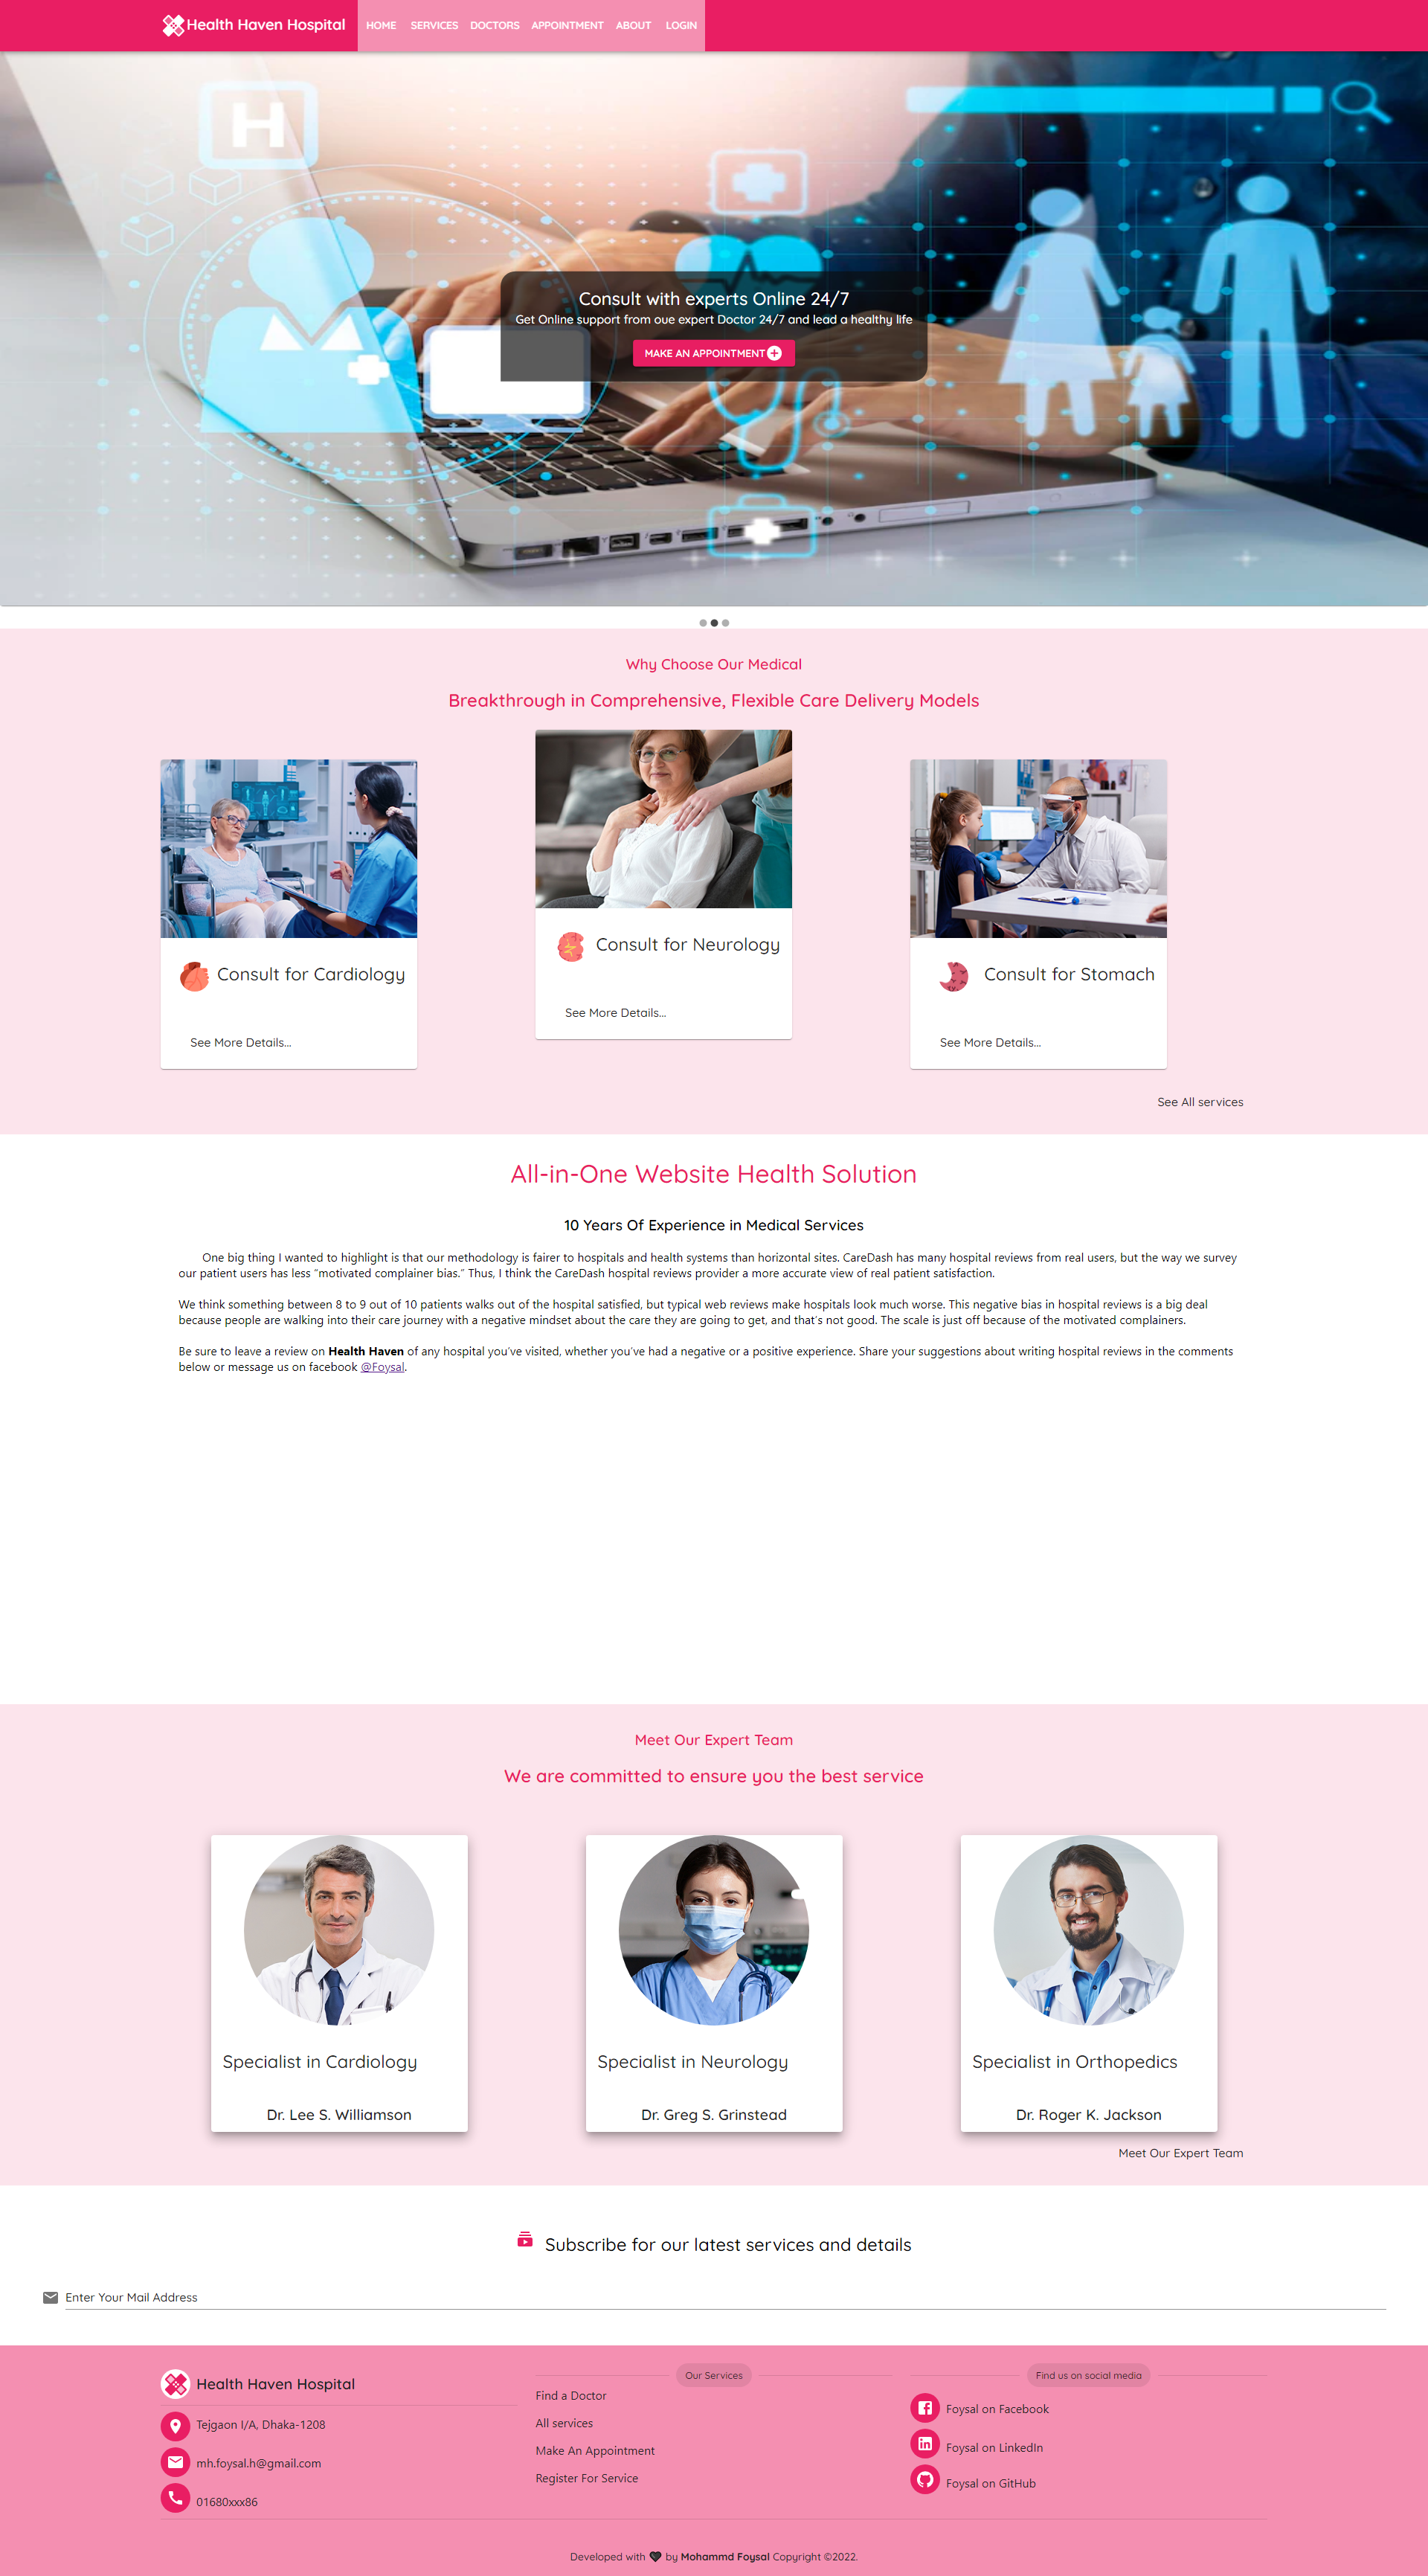 Health Haven Hospital
HOME SERVICES DOCTORS APPOINTMENT ABOUT LOGIN
H
Consult with experts Online 24/7
Get Online support from oue expert Doctor 24/7 and lead a healthy life
MAKE AN APPOINTMENT
Why Choose Our Medical
Breakthrough in Comprehensive, Flexible Care Delivery Models
Consult for Cardiology
See More Details...
Consult for Neurology
See More Details...
Consult for Stomach
See More Details...
See All services
All-in-One Website Health Solution
10 Years Of Experience in Medical Services
One big thing I wanted to highlight is that our methodology is fairer to hospitals and health systems than horizontal sites. CareDash has many hospital reviews from real users, but the way we survey
our patient users has less "motivated complainer bias." Thus, I think the CareDash hospital reviews provider a more accurate view of real patient satisfaction.
We think something between 8 to 9 out of 10 patients walks out of the hospital satisfied, but typical web reviews make hospitals look much worse. This negative bias in hospital reviews is a big deal
because people are walking into their care journey with a negative mindset about the care they are going to get, and that's not good. The scale is just off because of the motivated complainers.
Be sure to leave a review on Health Haven of any hospital you've visited, whether you've had a negative or a positive experience. Share your suggestions about writing hospital reviews in the comments
below or message us on facebook @Foysal.
Meet Our Expert Team
We are committed to ensure you the best service
Specialist in Cardiology
Dr. Lee S. Williamson
Specialist in Neurology
Dr. Greg S. Grinstead
Specialist in Orthopedics
Dr. Roger K. Jackson
Meet Our Expert Team
Subscribe for our latest services and details
Enter Your Mail Address
Health Haven Hospital
Tejgaon I/A, Dhaka-1208
mh.foysal.h@gmail.com
01680xxx86
Our Services
Find a Doctor
All services
Make An Appointment
Register For Service
Find us on social media
Foysal on Facebook
Foysal on LinkedIn
Foysal on GitHub
Developed with 🖤 by Mohammd Foysal Copyright ©2022.